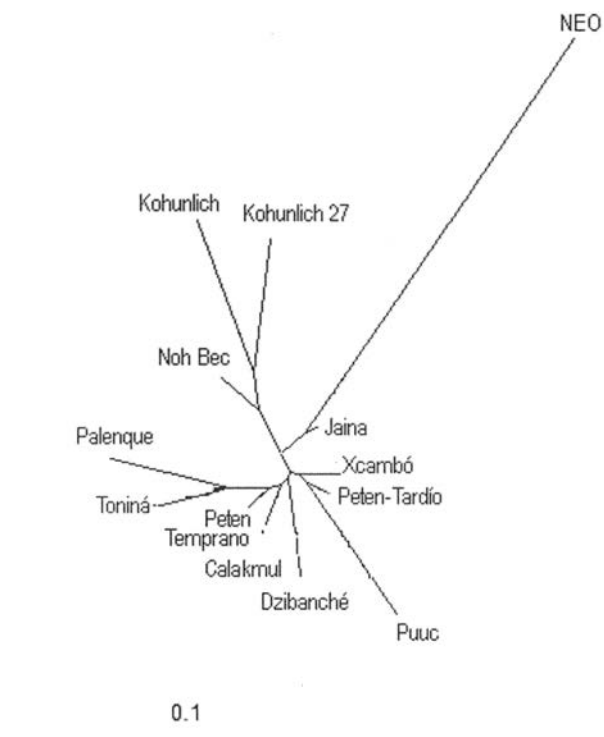 NEO
Kohunlich
Kohunlich 27
Noh Bec
Jaina
Palenque
Xcambó
Toniná
Peten-Tardío
Peten
Temprano
Calakmul
Dzibanché
Puuc
0.1